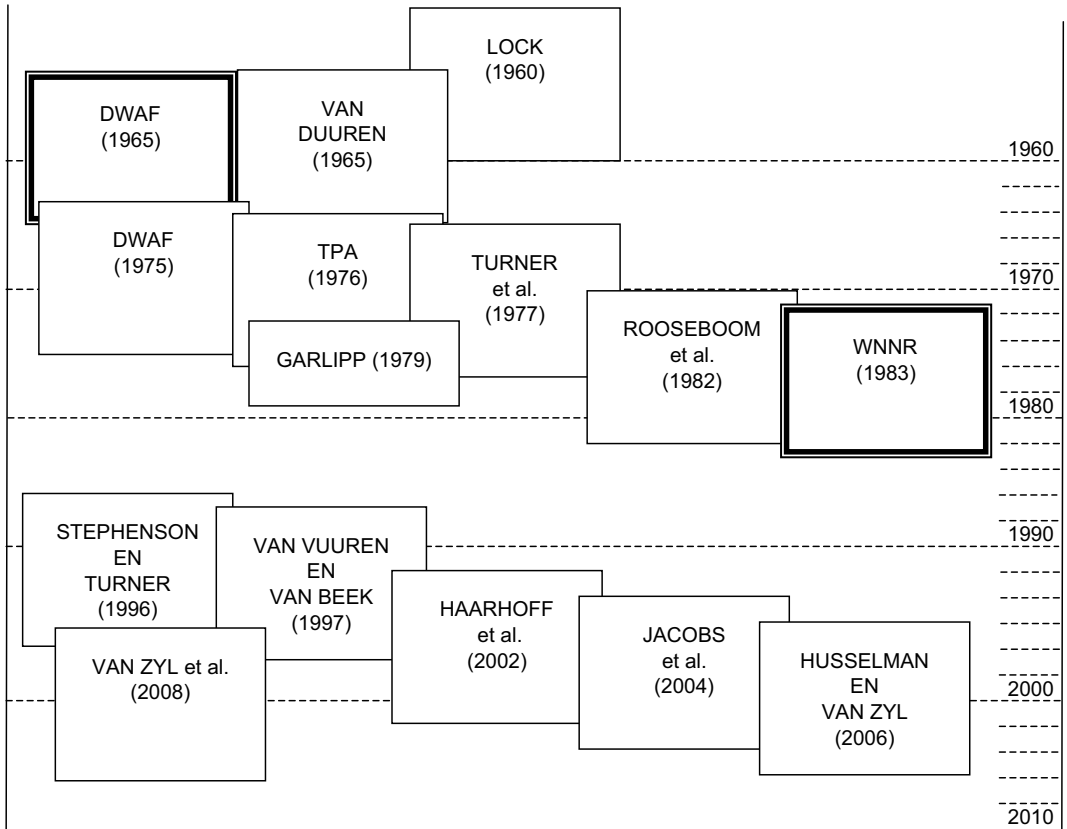 LOCK
(1960)
DWAF
(1965)
VAN
DUUREN
(1965)
1960
DWAF
(1975)
TPA
(1976)
TURNER
et al.
(1977)
1970
ROOSEBOOM
et al.
(1982)
WNNR
(1983)
GARLIPP (1979)
1980
STEPHENSON
EN
TURNER
(1996)
VAN VUUREN
EN
VAN BEEK
(1997)
1990
HAARHOFF
et al.
(2002)
JACOBS
et al.
(2004)
HUSSELMAN
EN
VAN ZYL
(2006)
VAN ZYL et al.
(2008)
2000
2010